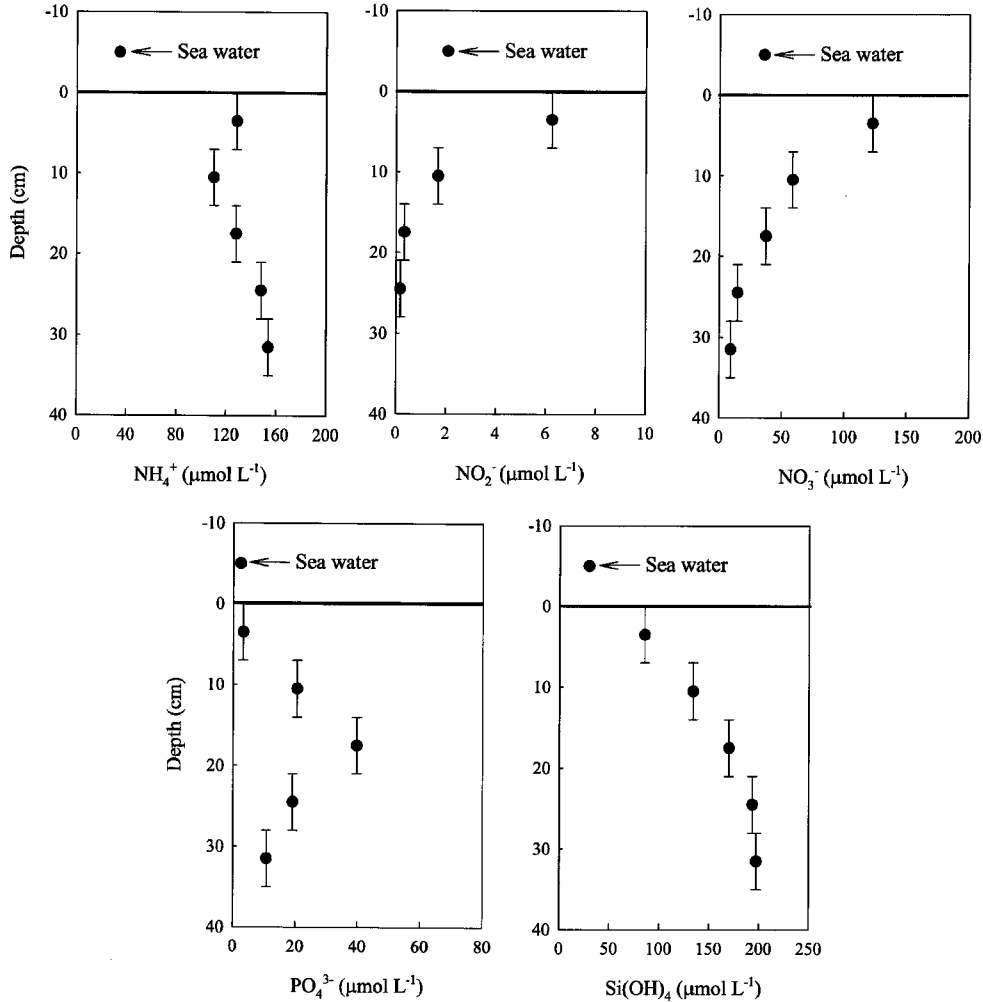 -10
0
10
20
30
40
Depth (cm)
Sea water
0 40 80 120 160 200
NH₄⁺ (μmol L⁻¹)
Sea water
0 2 4 6 8 10
NO₂⁻ (μmol L⁻¹)
-10
0
10
20
30
40
Sea water
0 50 100 150 200
NO₃⁻ (μmol L⁻¹)
-10
0
10
20
30
40
Depth (cm)
Sea water
0 20 40 60 80
PO₄³⁻ (μmol L⁻¹)
-10
0
10
20
30
40
Sea water
0 50 100 150 200 250
Si(OH)₄ (μmol L⁻¹)
-10
0
10
20
30
40